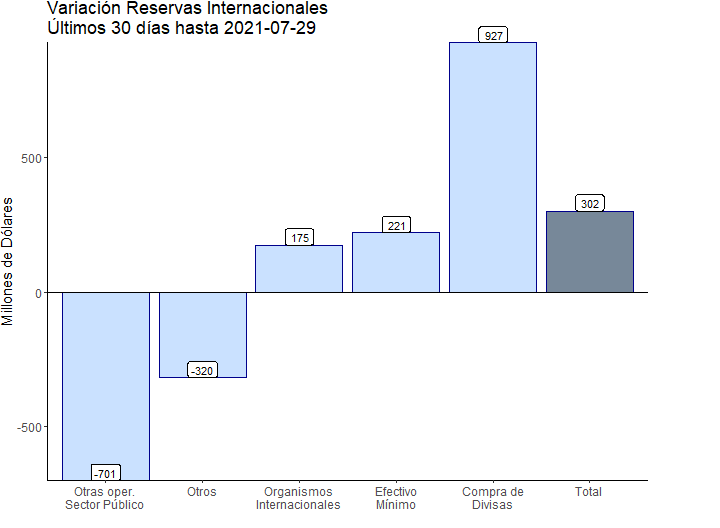 Variación Reservas Internacionales
Últimos 30 días hasta 2021-07-29
Millones de Dólares
500
0
-500
-701
-320
175
221
927
302
Otras oper.
Sector Público
Otros
Organismos
Internacionales
Efectivo
Mínimo
Compra de
Divisas
Total